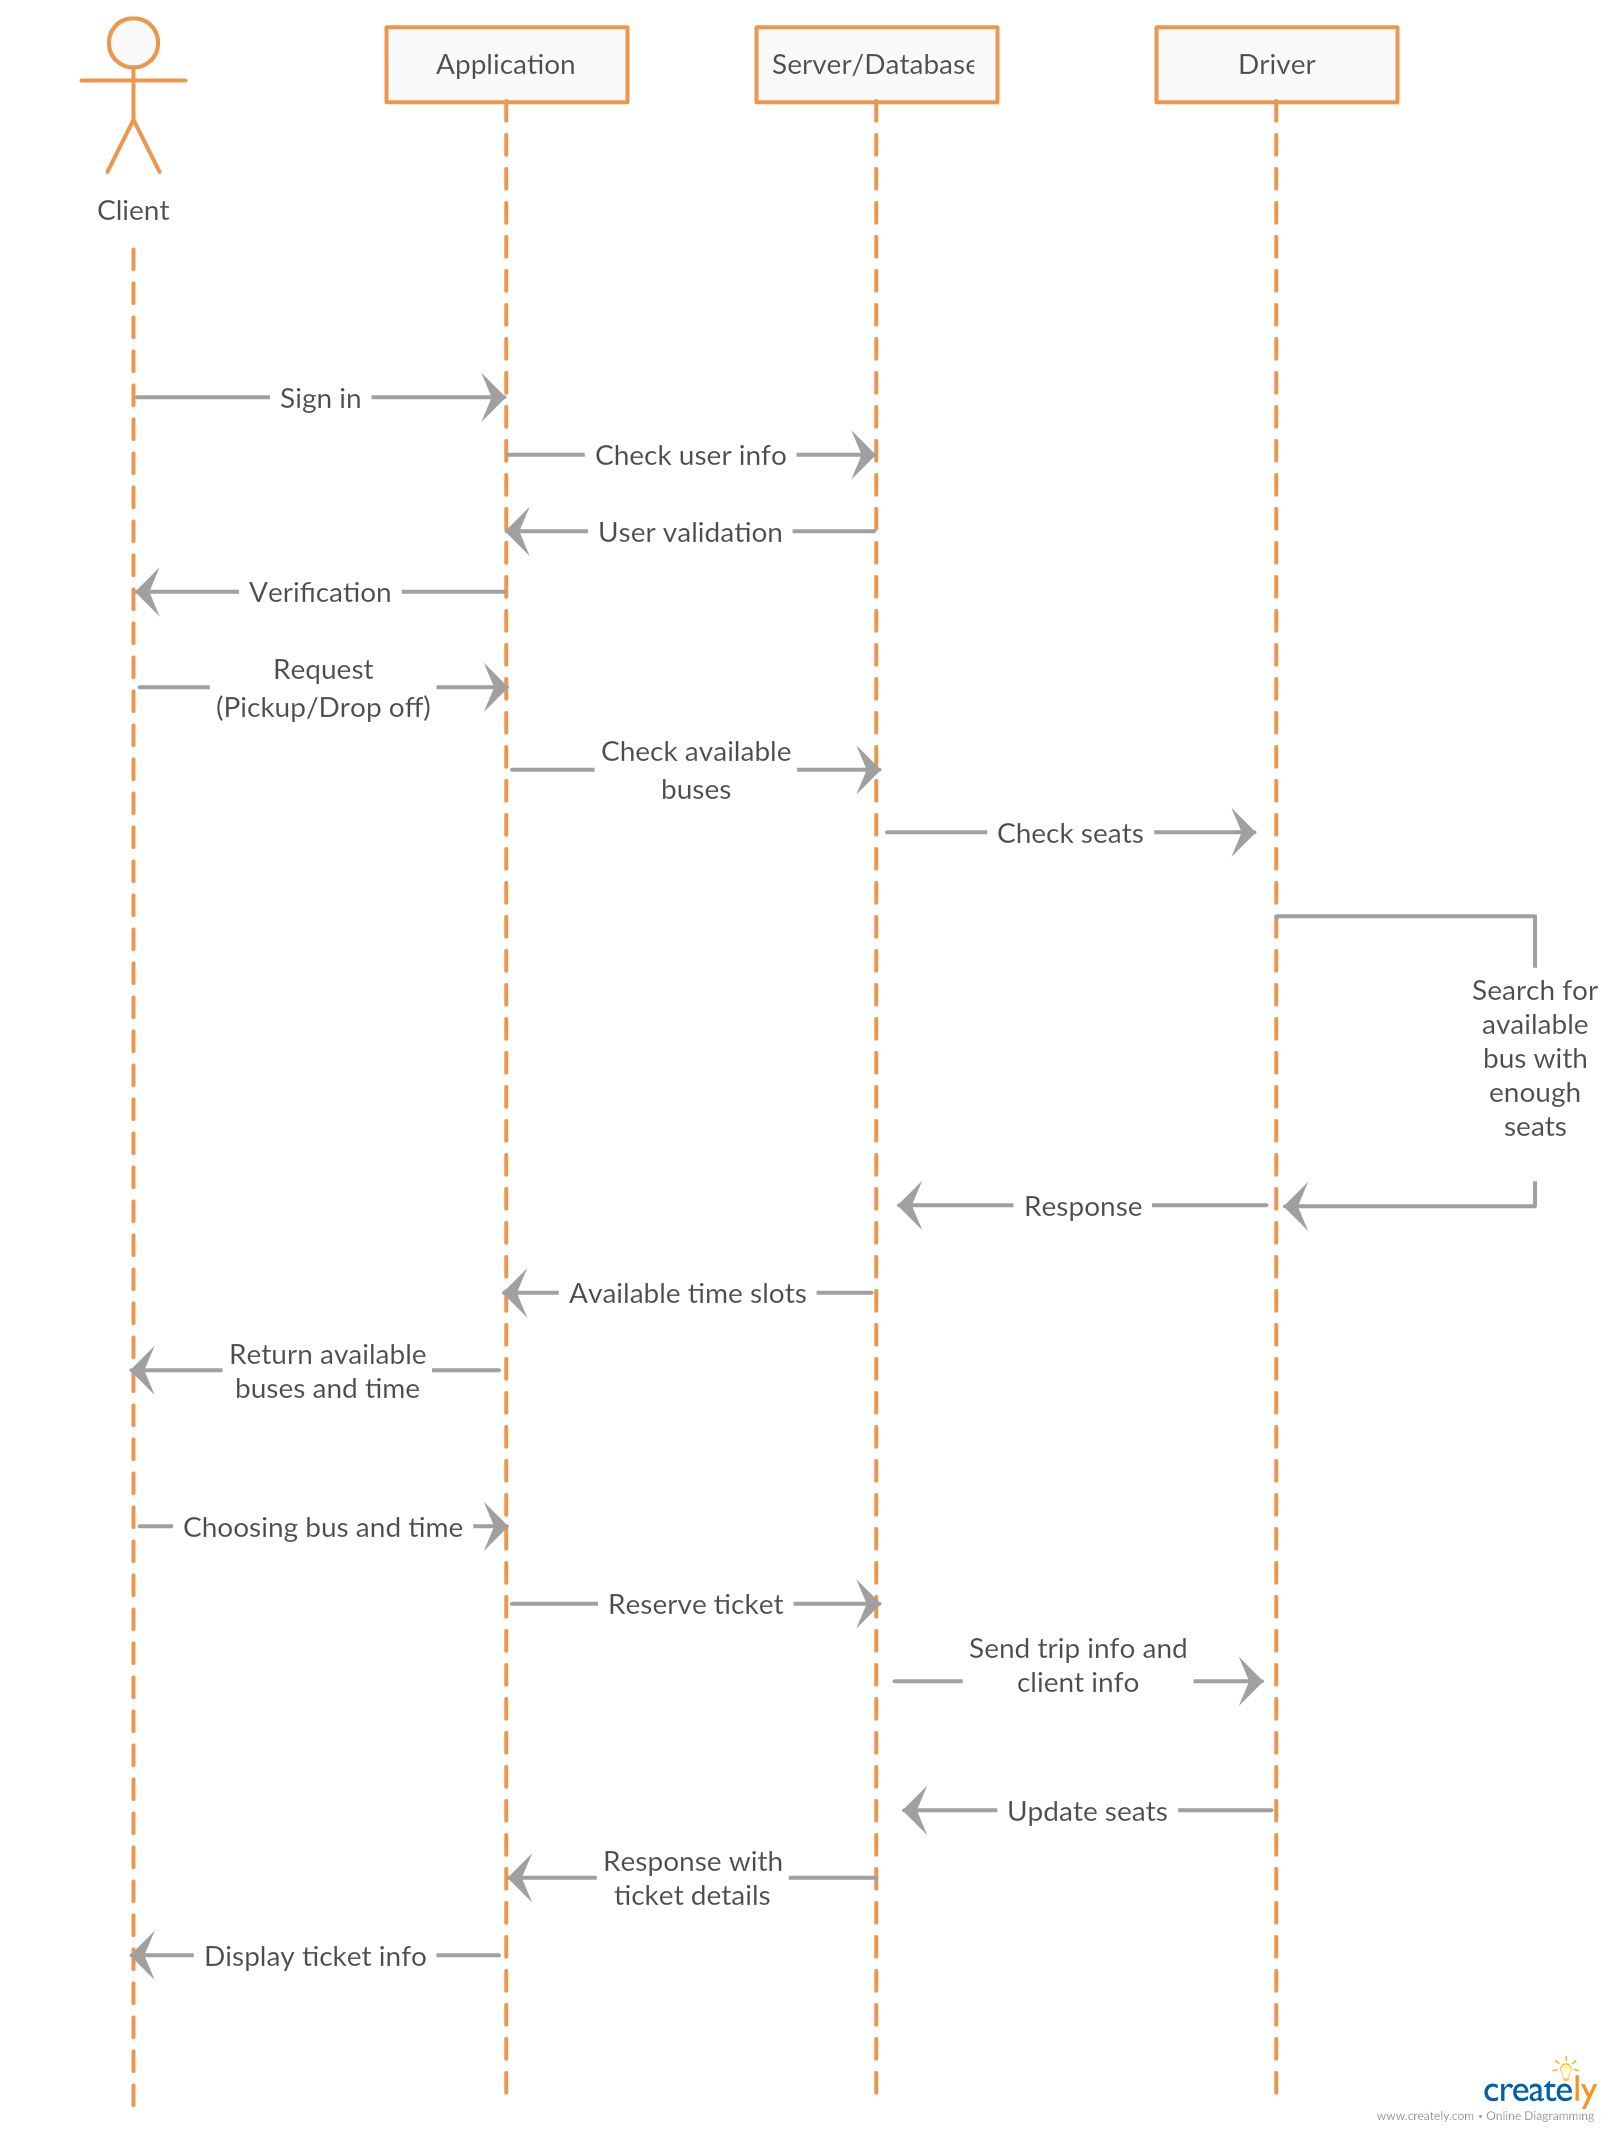 Application
Server/Database
Driver
Client
Sign in
Check user info
User validation
Verification
Request
(Pickup/Drop off)
Check available
buses
Check seats
Search for
available
bus with
enough
seats
Response
Available time slots
Return available
buses and time
Choosing bus and time
Reserve ticket
Send trip info and
client info
Update seats
Response with
ticket details
Display ticket info
creately
www.creately.com • Online Diagramming